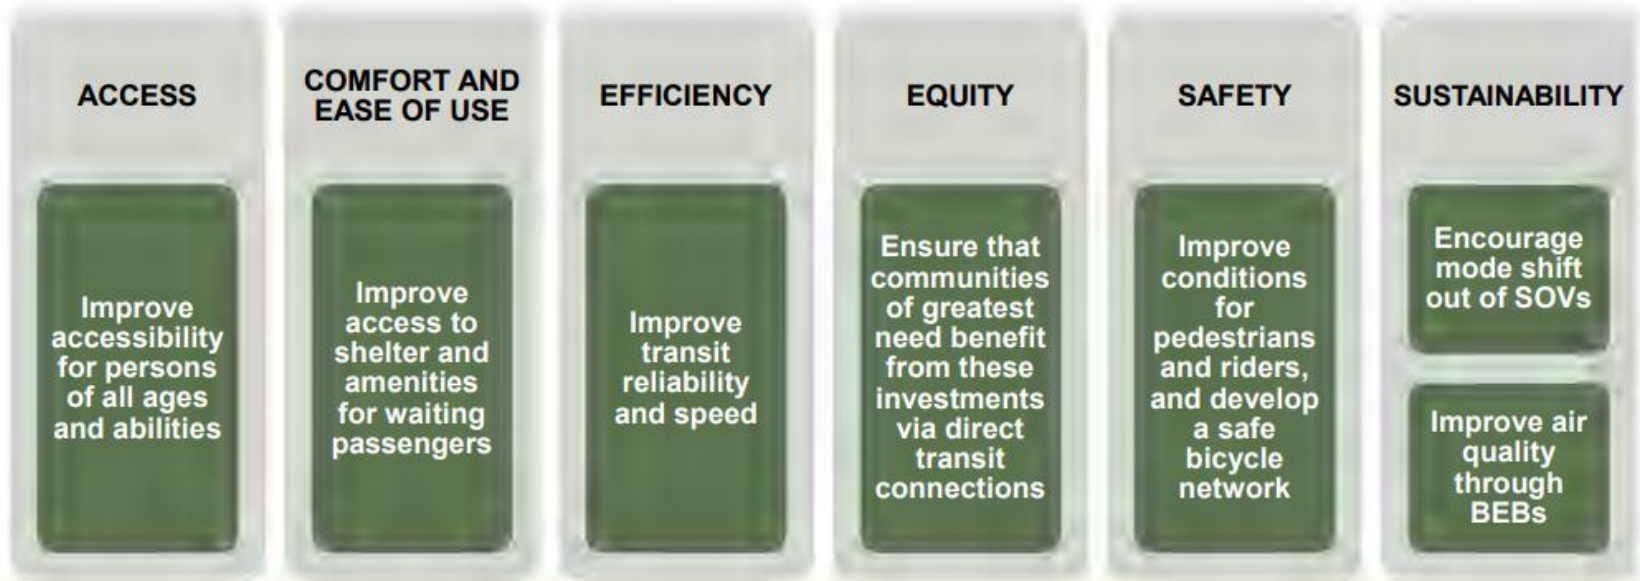 ACCESS
Improve
accessibility
for persons
of all ages
and abilities
COMFORT AND
EASE OF USE
Improve
access to
shelter and
amenities
for waiting
passengers
EFFICIENCY
Improve
transit
reliability
and speed
EQUITY
Ensure that
communities
of greatest
need benefit
from these
investments
via direct
transit
connections
SAFETY
Improve
conditions
for
pedestrians
and riders,
and develop
a safe
bicycle
network
SUSTAINABILITY
Encourage
mode shift
out of SOVs
Improve air
quality
through
BEBs